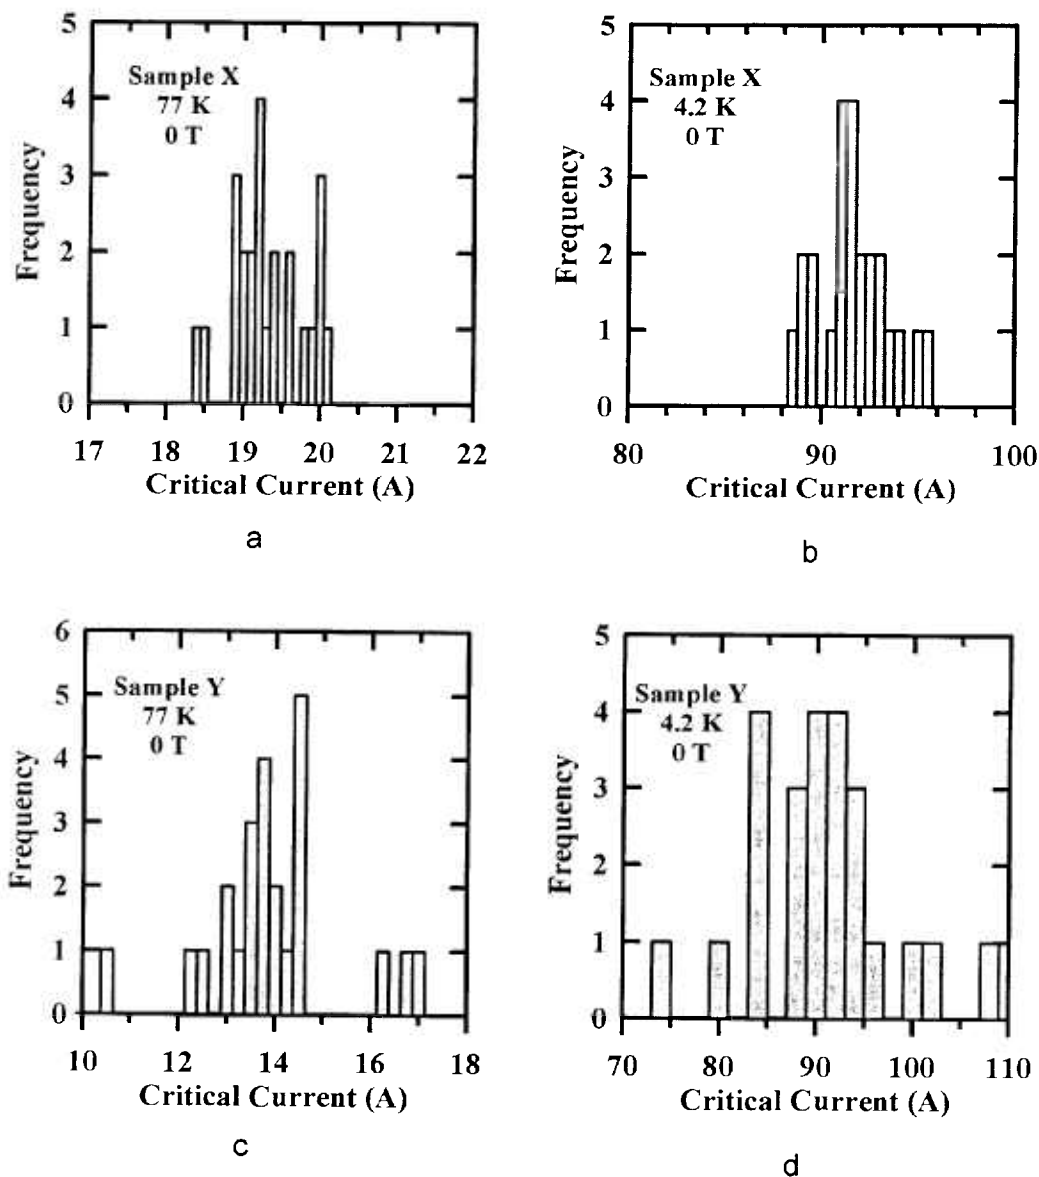 5
4
3
2
1
0
Frequency
Sample X
77 K
0 T
17 18 19 20 21 22
Critical Current (A)
a
5
4
3
2
1
0
Frequency
Sample X
4.2 K
0 T
80 90 100
Critical Current (A)
b
6
5
4
3
2
1
0
Frequency
Sample Y
77 K
0 T
10 12 14 16 18
Critical Current (A)
c
5
4
3
2
1
0
Frequency
Sample Y
4.2 K
0 T
70 80 90 100 110
Critical Current (A)
d